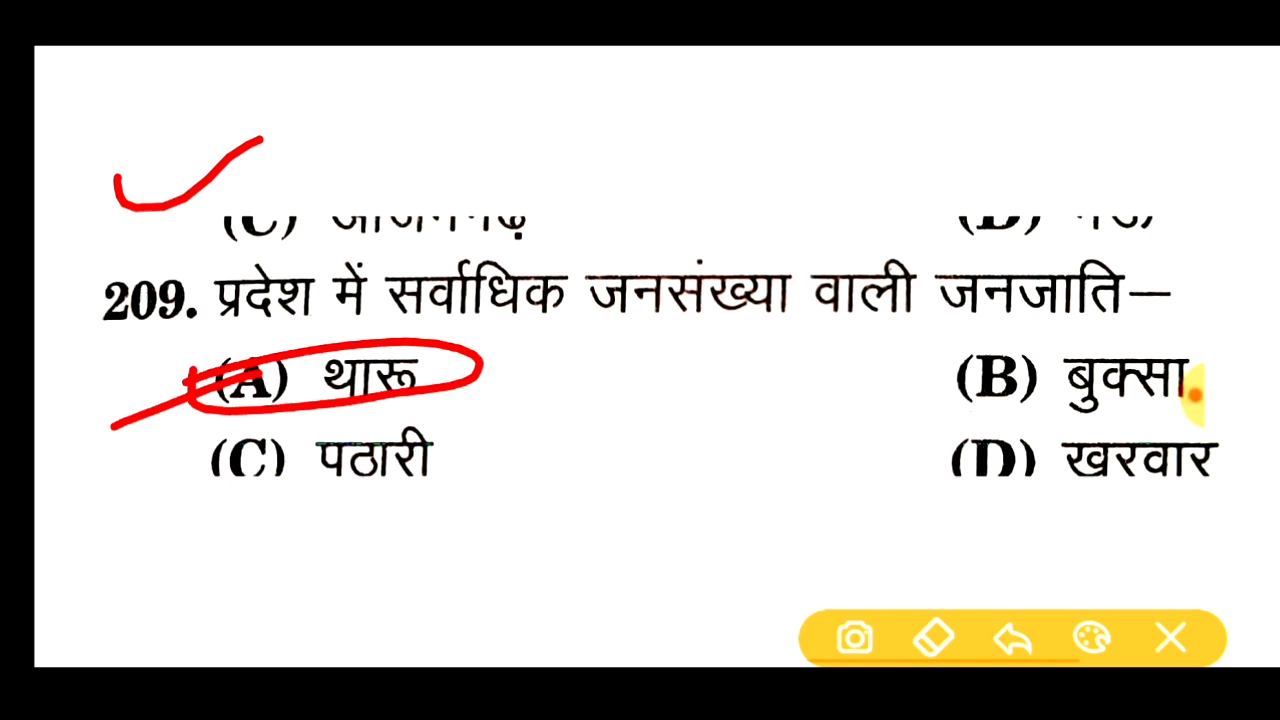 (C)
209. प्रदेश में सर्वाधिक जनसंख्या वाली जनजाति—
(A) थारू (B) बुक्सा
(C) पठारी (D) खरवार